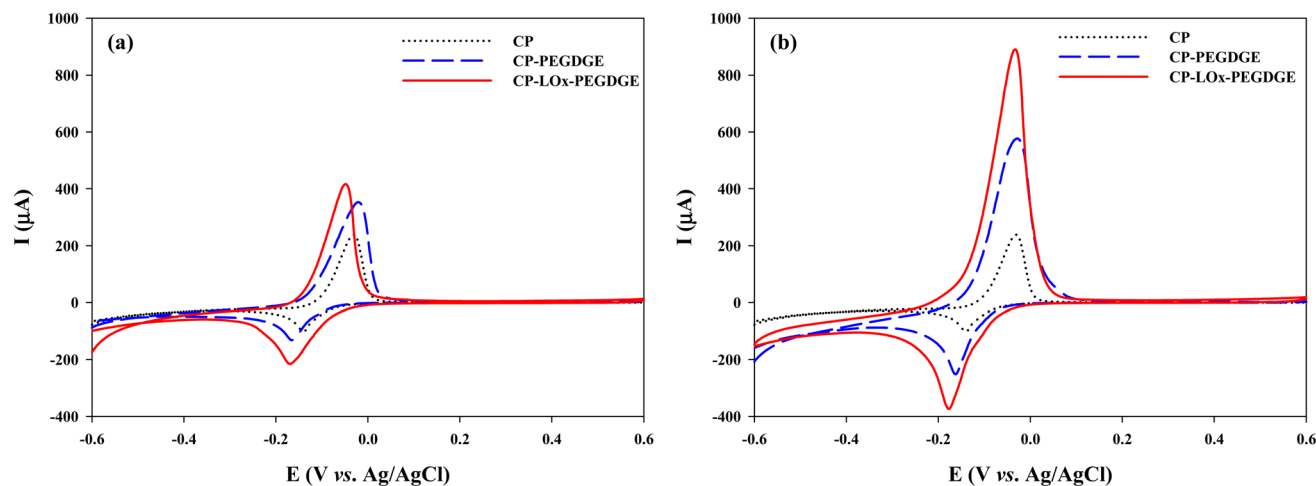 (a)
CP
CP-PEGDGE
CP-LOx-PEGDGE
1000
800
600
400
200
0
-200
-400
I (µA)
-0.6
-0.4
-0.2
0.0
0.2
0.4
0.6
E (V vs. Ag/AgCl)
(b)
CP
CP-PEGDGE
CP-LOx-PEGDGE
1000
800
600
400
200
0
-200
-400
I (µA)
-0.6
-0.4
-0.2
0.0
0.2
0.4
0.6
E (V vs. Ag/AgCl)